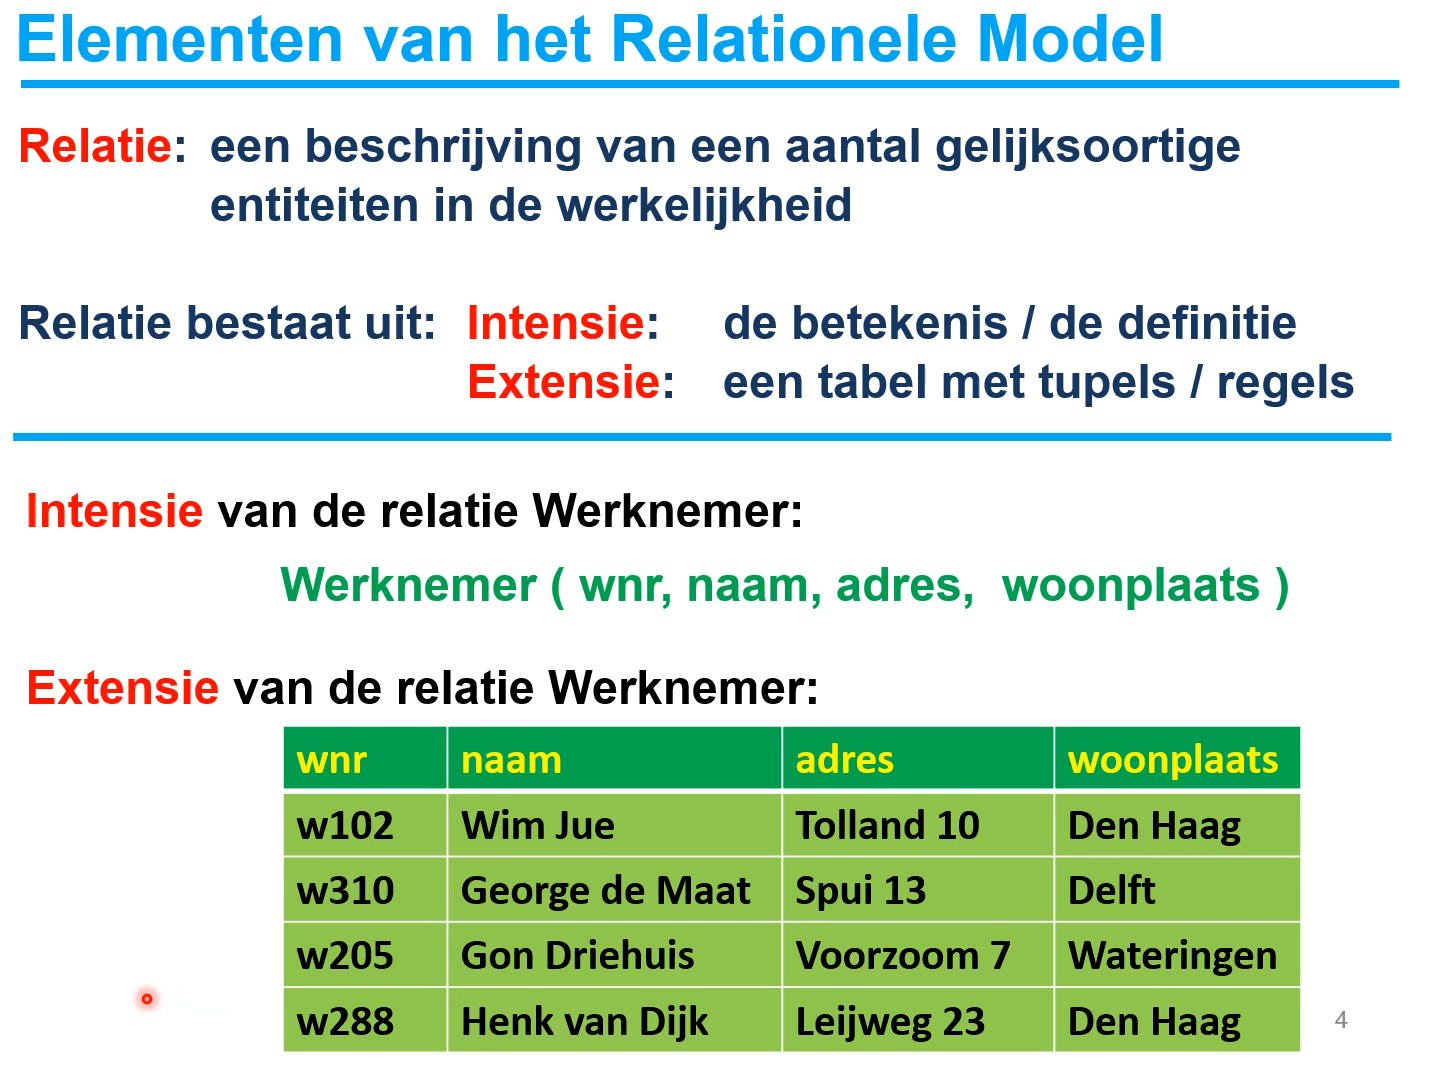 Elementen van het Relationele Model
Relatie: een beschrijving van een aantal gelijksoortige
entiteiten in de werkelijkheid
Relatie bestaat uit: Intensie: de betekenis / de definitie
Extensie: een tabel met tupels / regels
Intensie van de relatie Werknemer:
Werknemer ( wnr, naam, adres, woonplaats )
Extensie van de relatie Werknemer:
wnr naam adres woonplaats
w102 Wim Jue Tolland 10 Den Haag
w310 George de Maat Spui 13 Delft
w205 Gon Driehuis Voorzoom 7 Wateringen
w288 Henk van Dijk Leijweg 23 Den Haag
4